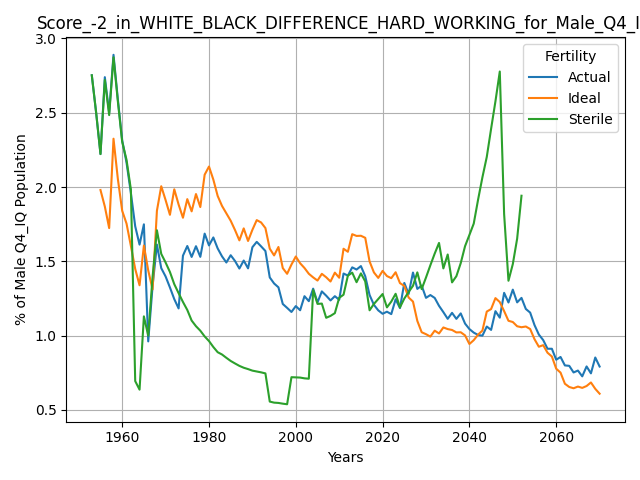 Score_-2_in_WHITE_BLACK_DIFFERENCE_HARD_WORKING_for_Male_Q4_I
Fertility
Actual
Ideal
Sterile
% of Male Q4_IQ Population
3.0
2.5
2.0
1.5
1.0
0.5
1960
1980
2000
2020
2040
2060
Years